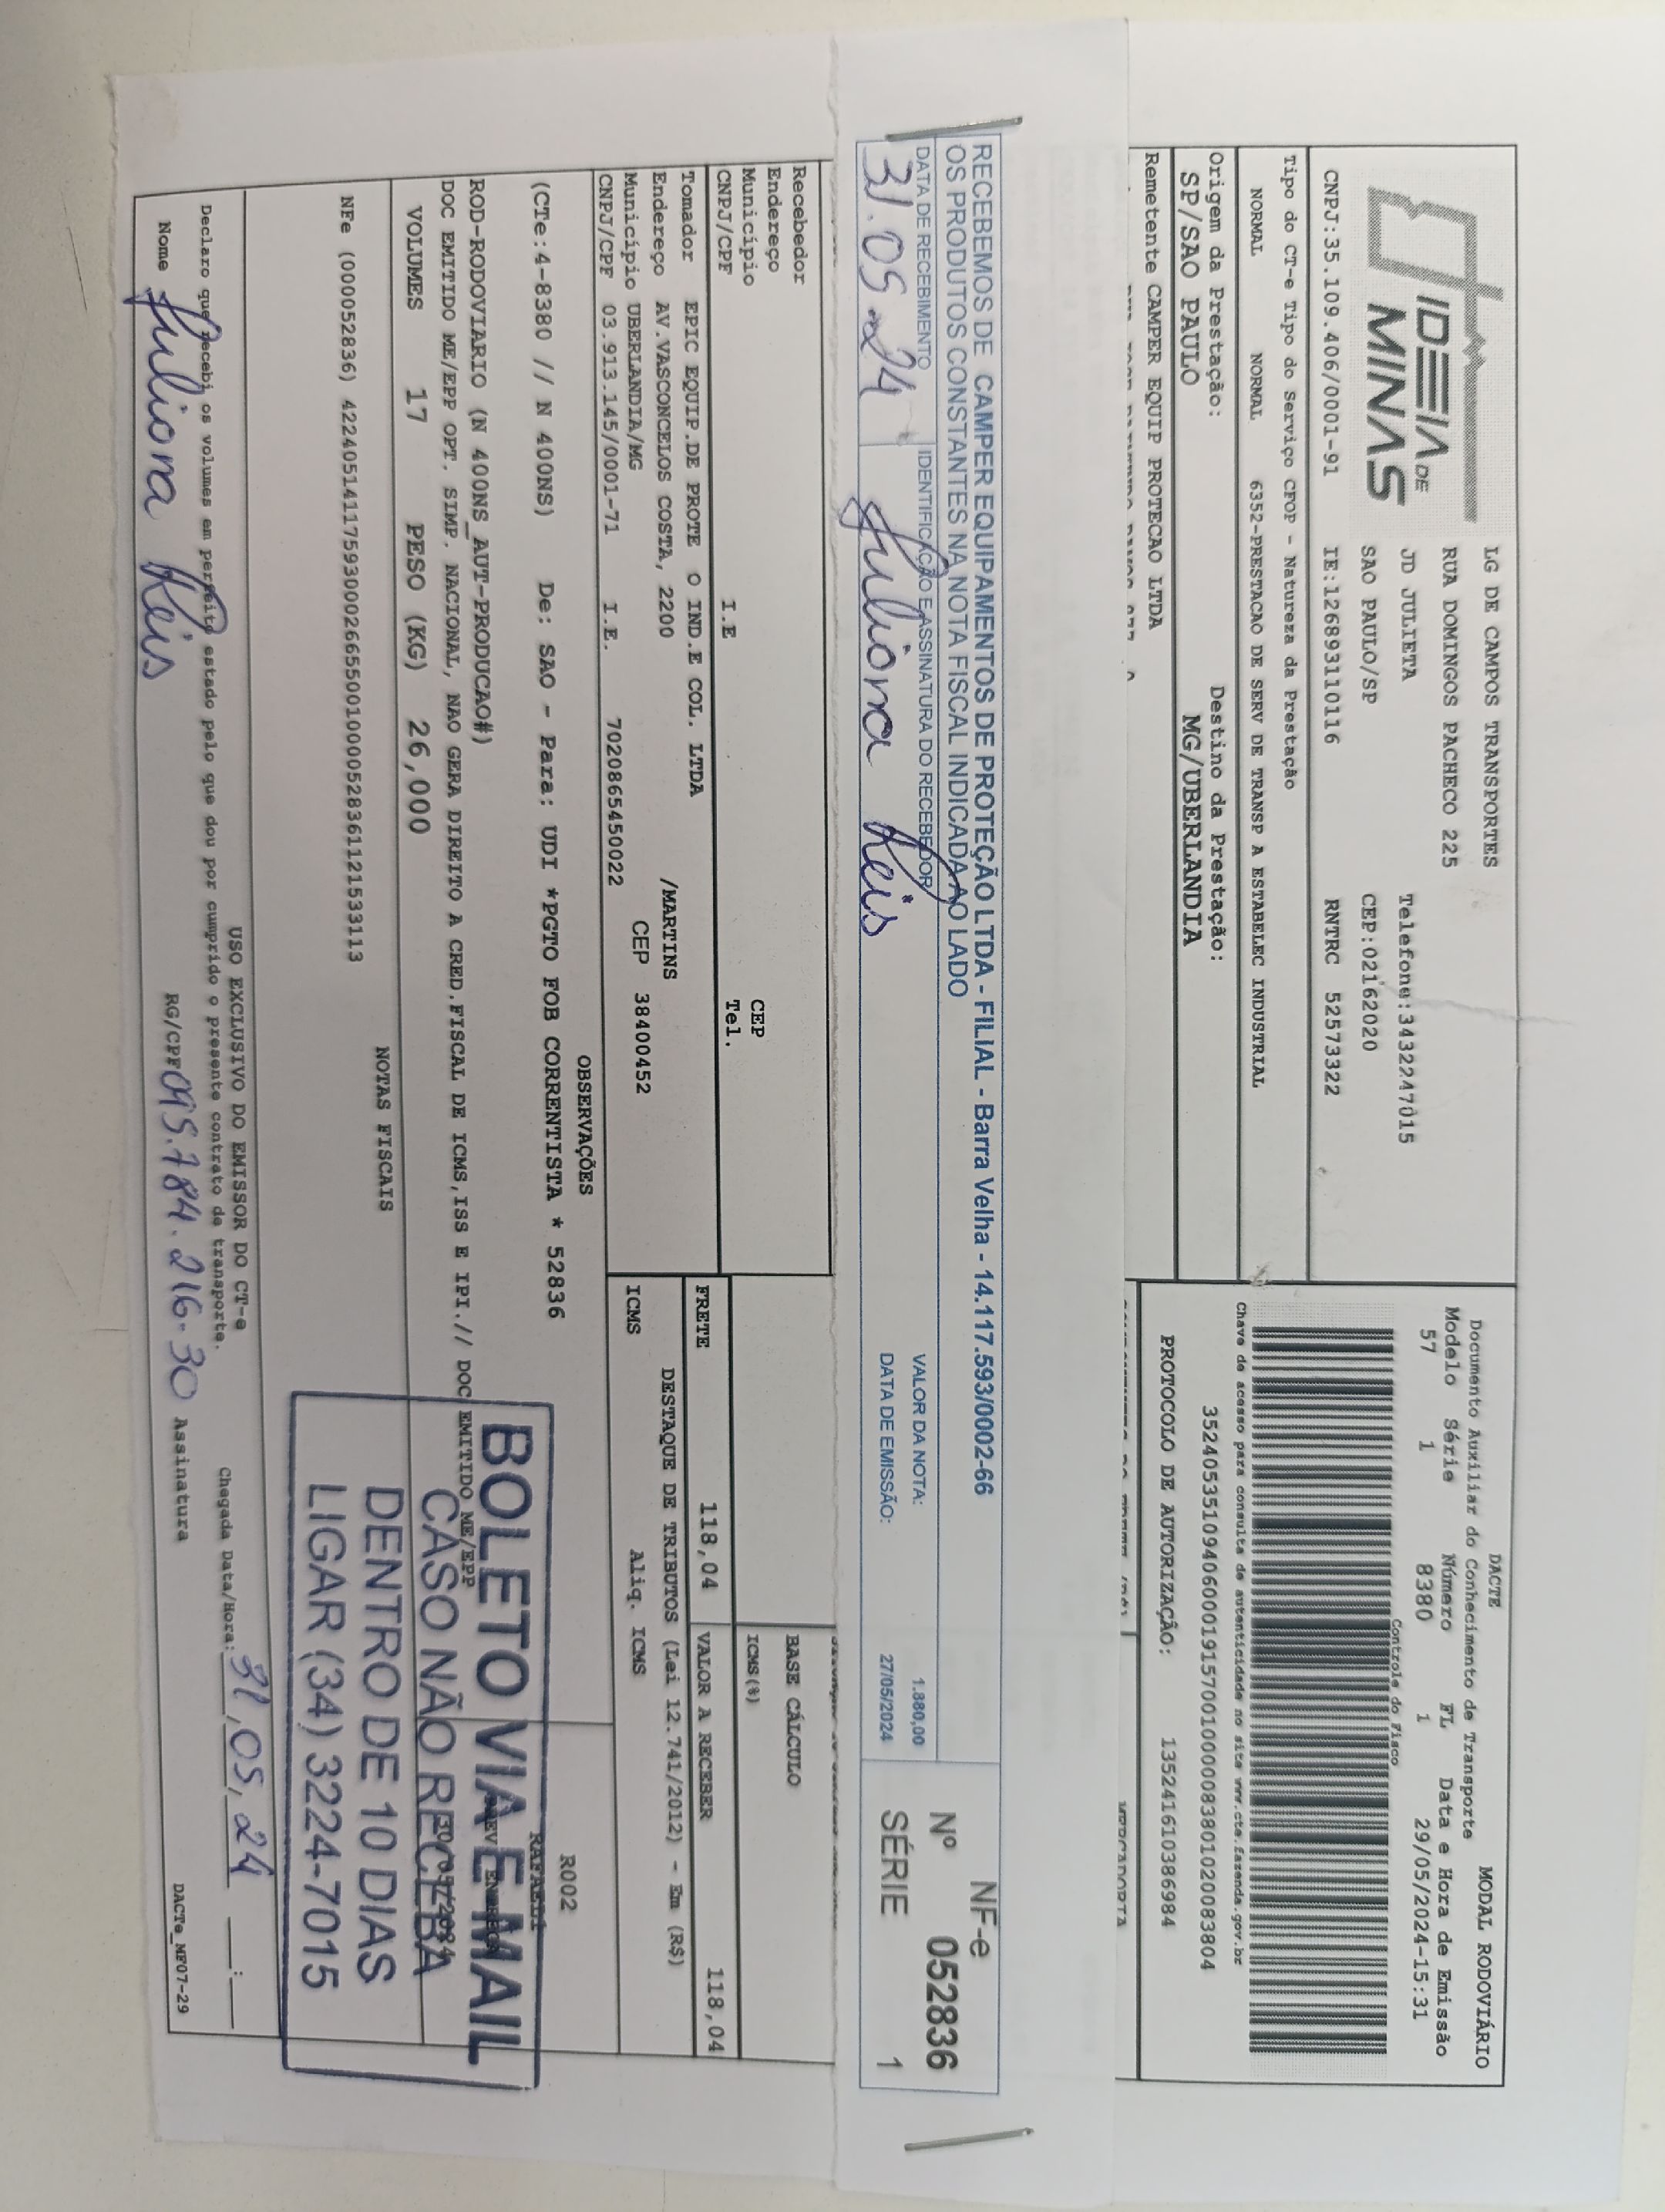 IDEIA DE
MINAS
LG DE CAMPOS TRANSPORTES
RUA DOMINGOS PACHECO 225
JD JULIETA
Telefone:3432247015
SAO PAULO/SP
CEP:02162020
CNPJ:35.109.406/0001-91
IE:126893110116
RNTRC 52573322
DACTE
MODAL RODOVIÁRIO
Documento Auxiliar do Conhecimento de Transporte
Modelo Série Número FL Data e Hora de Emissão
57 1 8380 1 29/05/2024-15:31
Controle do Fisco
Tipo do CT-e Tipo do Serviço CFOP - Natureza da Prestação
NORMAL NORMAL 6352-PRESTACAO DE SERV DE TRANSP A ESTABELEC INDUSTRIAL
Chave de acesso para consulta de autenticidade no site www.cte.fazenda.gov.br
35240535109406000191570010000083801020083804
Origem da Prestação:
Destino da Prestação:
SP/SAO PAULO
MG/UBERLANDIA
PROTOCOLO DE AUTORIZAÇÃO: 135241610386984
Remetente CAMPER EQUIP PROTECAO LTDA
RECEBEMOS DE CAMPER EQUIPAMENTOS DE PROTEÇÃO LTDA - FILIAL - Barra Velha - 14.117.593/0002-66
OS PRODUTOS CONSTANTES NA NOTA FISCAL INDICADA AO LADO
NF-e
Nº 052836
SÉRIE 1
DATA DE RECEBIMENTO
IDENTIFICAÇÃO E ASSINATURA DO RECEBEDOR
VALOR DA NOTA: 1.880,00
DATA DE EMISSÃO: 27/05/2024
31.05.24
Juliana Reis
Recebedor
Endereço
Município
CEP
CNPJ/CPF
I.E
Tel.
BASE CÁLCULO
ICMS(%)
Tomador EPIC EQUIP.DE PROTE O IND.E COL. LTDA
FRETE 118,04
VALOR A RECEBER 118,04
Endereço AV.VASCONCELOS COSTA, 2200 /MARTINS
DESTAQUE DE TRIBUTOS (Lei 12.741/2012) - Em (R$)
Município UBERLANDIA/MG
CEP 38400452
ICMS
Aliq. ICMS
CNPJ/CPF 03.913.145/0001-71 I.E. 7020865450022
OBSERVAÇÕES
R002
(CTe:4-8380 // N 400NS) De: SAO - Para: UDI *PGTO FOB CORRENTISTA * 52836
ROD-RODOVIARIO (N 400NS_AUT-PRODUCAO#)
DOC EMITIDO ME/EPP OPT. SIMP. NACIONAL, NAO GERA DIREITO A CRED.FISCAL DE ICMS,ISS E IPI.// DOC EMITIDO ME/EPP
VOLUMES 17 PESO (KG) 26,000
BOLETO VIA E MAIL
CASO NÃO RECEBA
DENTRO DE 10 DIAS
LIGAR (34) 3224-7015
NOTAS FISCAIS
NFe (000052836) 42240514117593000266550010000528361121533113
USO EXCLUSIVO DO EMISSOR DO CT-e
Declaro que recebi os volumes em perfeito estado pelo que dou por cumprido o presente contrato de transporte.
Chegada Data/Hora: 31,05,24 __:__
Nome Juliana Reis
RG/CPF 095.784.216-30
Assinatura
DACTe_MF07-29